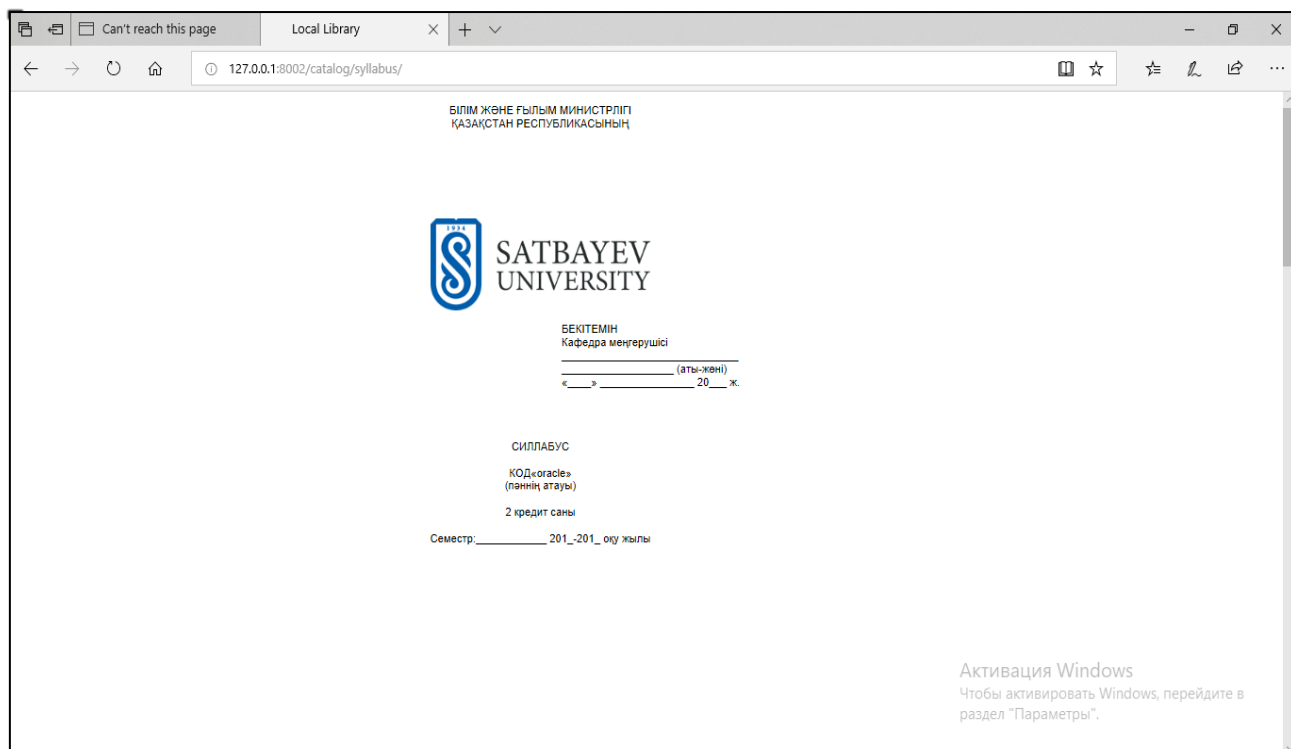 Can't reach this page
Local Library
127.0.0.1:8002/catalog/syllabus/
БІЛІМ ЖӘНЕ ҒЫЛЫМ МИНИСТРЛІГІ
ҚАЗАҚСТАН РЕСПУБЛИКАСЫНЫҢ
1934
SATBAYEV
UNIVERSITY
БЕКІТЕМІН
Кафедра меңгерушісі
______________________________
___________________ (аты-жөні)
«____» ________________ 20___ ж.
СИЛЛАБУС
КОД«oracle»
(пәннің атауы)
2 кредит саны
Семестр:____________ 201_-201_ оқу жылы
Активация Windows
Чтобы активировать Windows, перейдите в
раздел "Параметры".